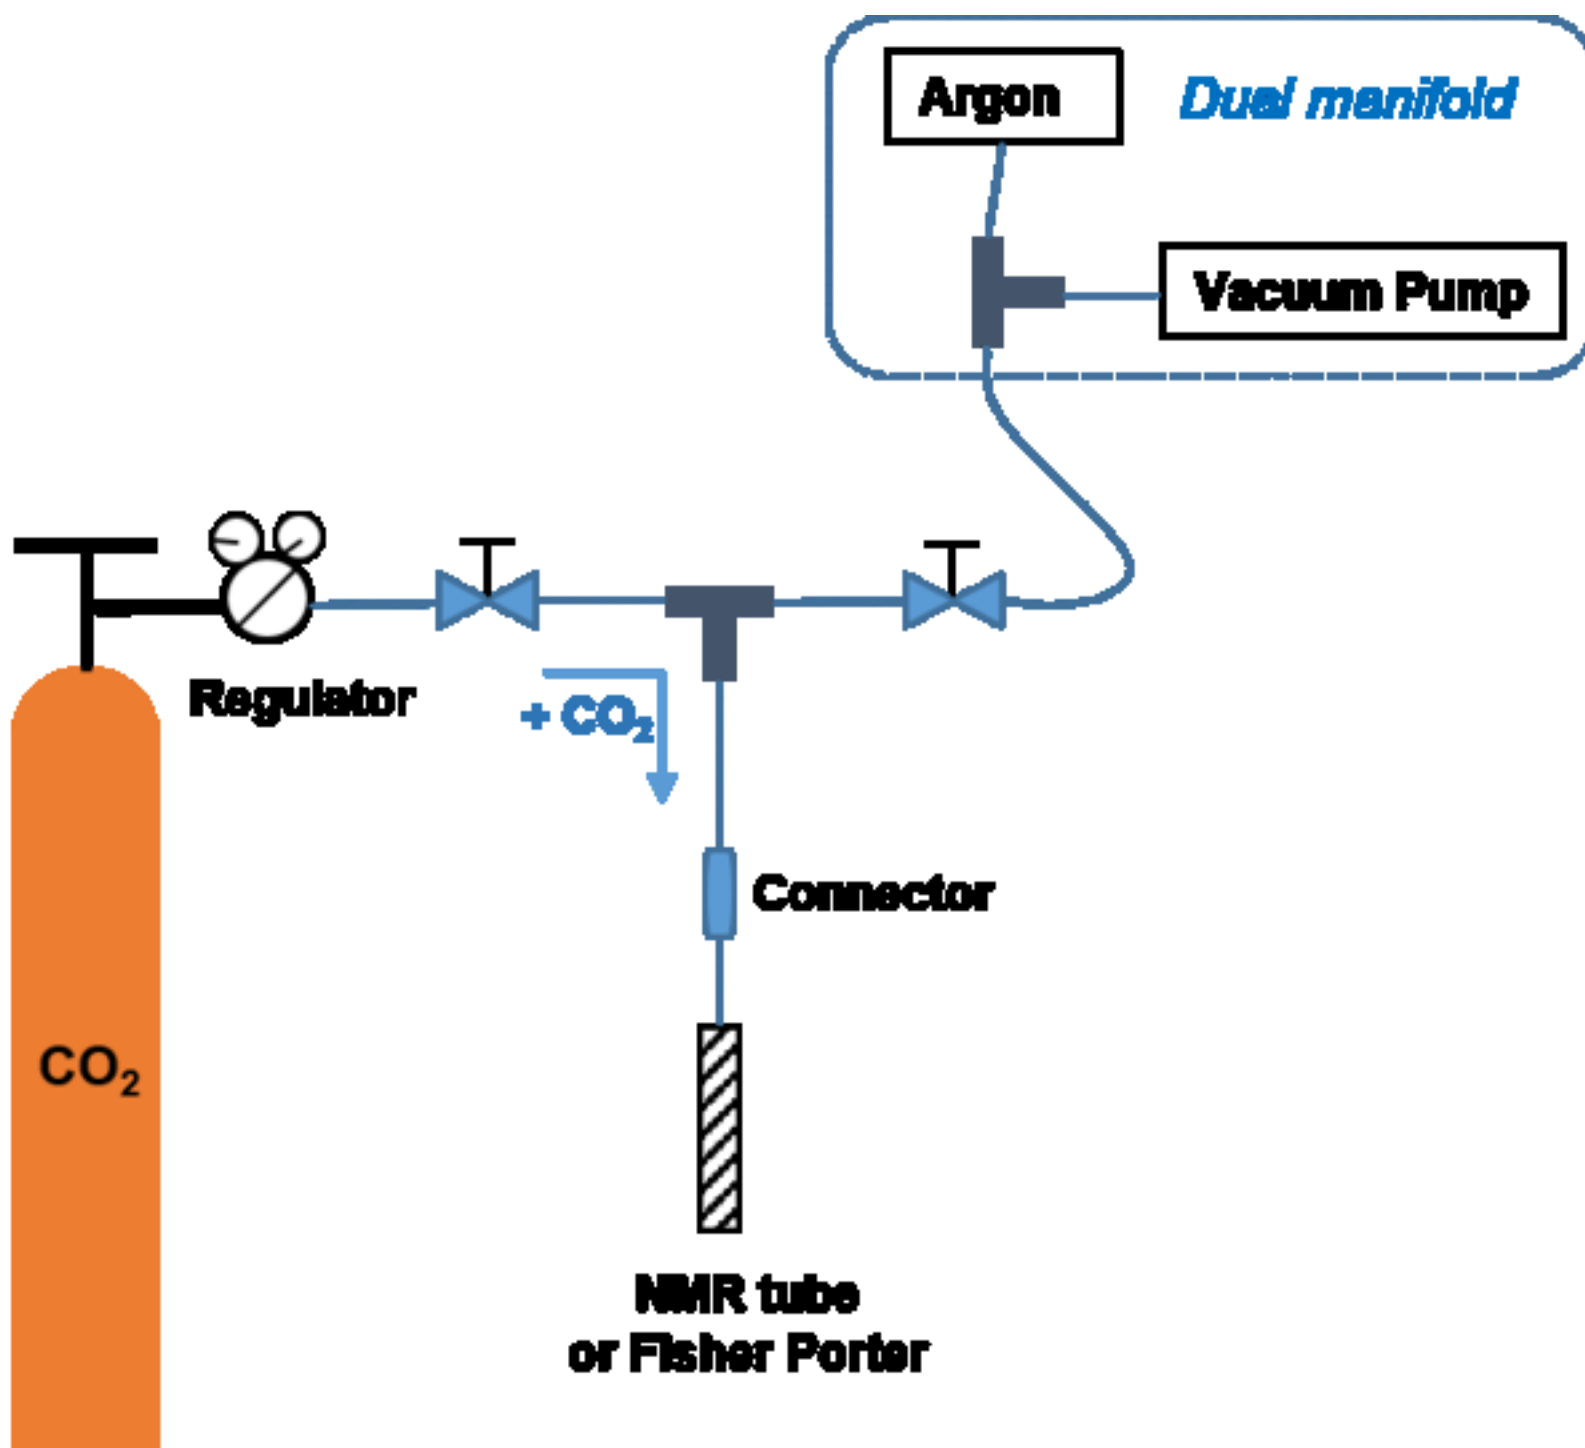 Argon
Dual manifold
Vacuum Pump
Regulator
+ CO₂
Connector
CO₂
NMR tube
or Fisher Porter